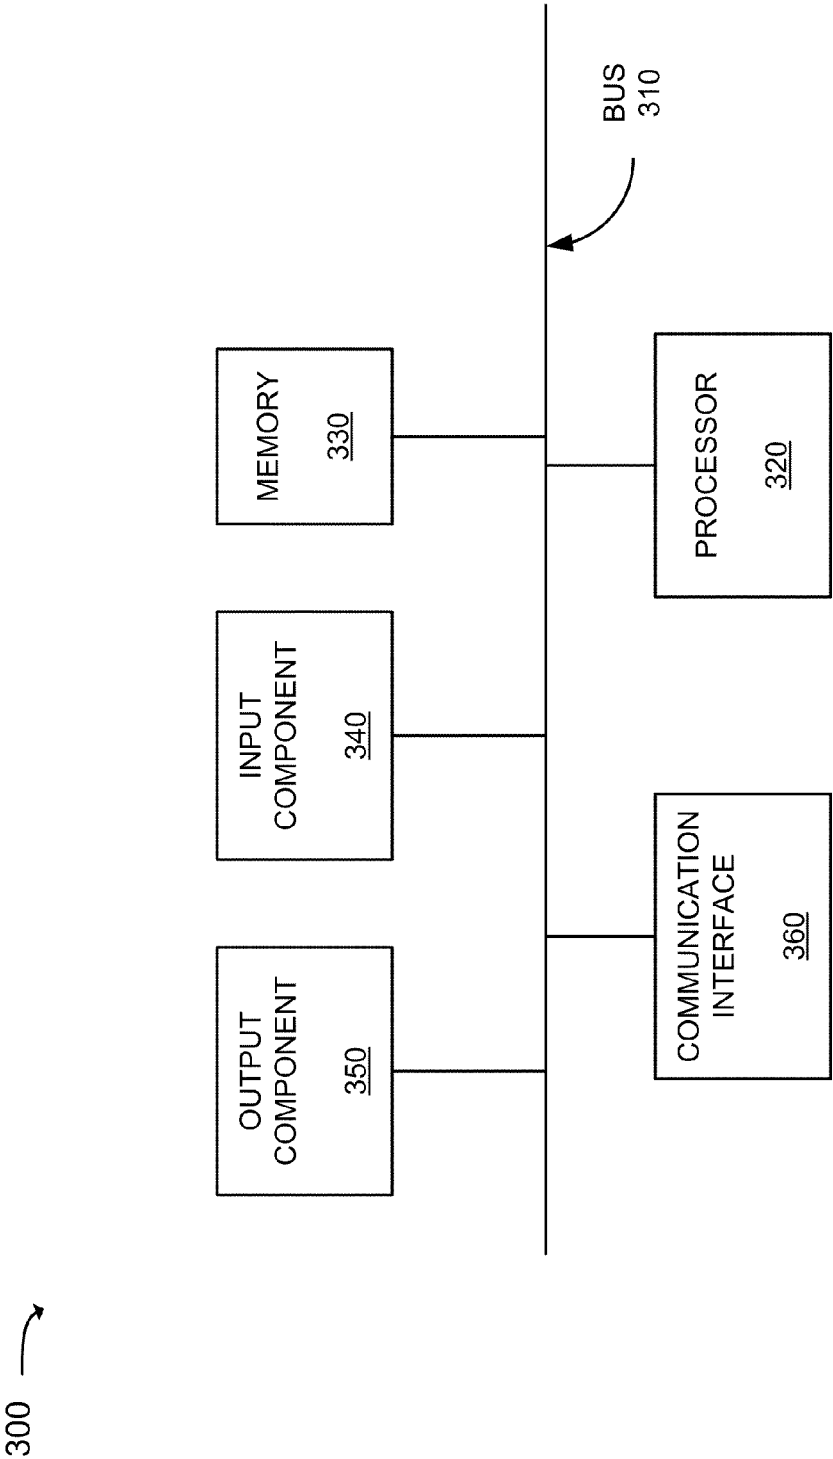 300
OUTPUT
COMPONENT
350
INPUT
COMPONENT
340
MEMORY
330
COMMUNICATION
INTERFACE
360
PROCESSOR
320
BUS
310